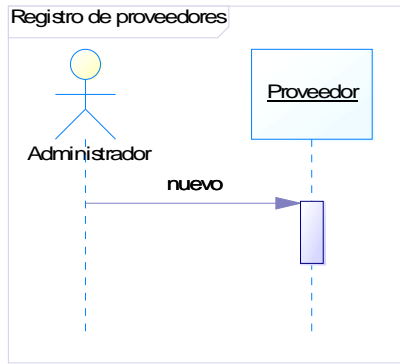 Registro de proveedores
Proveedor
Administrador
nuevo